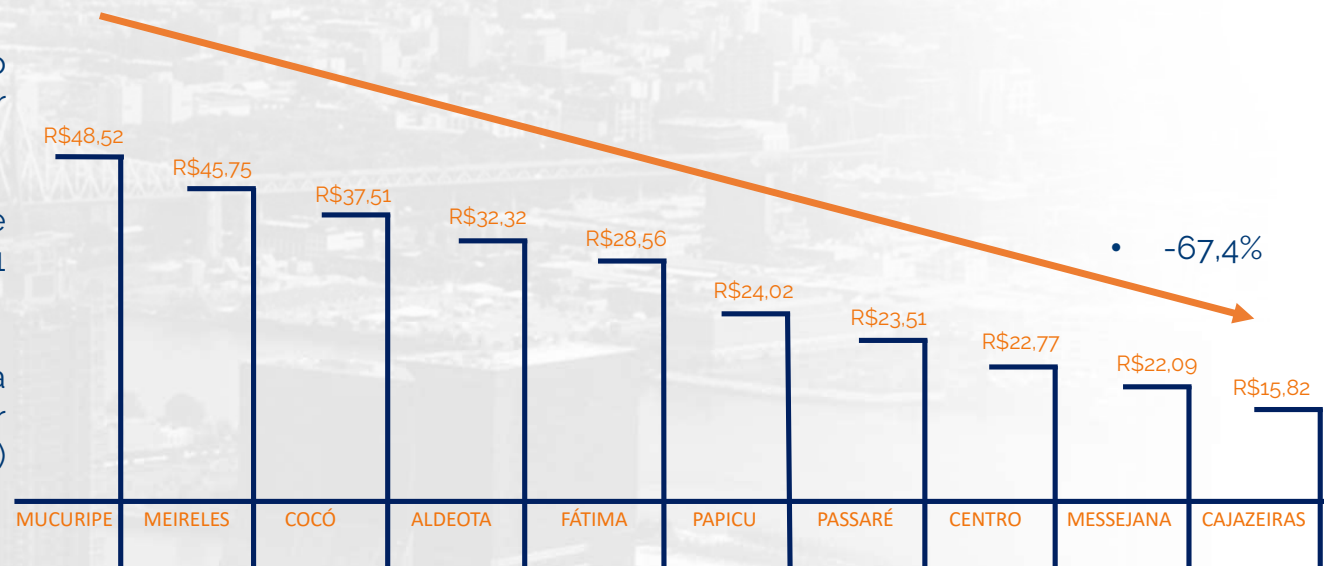 o
r
e
1
a
r
)
R$48,52
R$45,75
R$37,51
R$32,32
R$28,56
R$24,02
R$23,51
R$22,77
R$22,09
R$15,82
• -67,4%
MUCURIPE MEIRELES COCÓ ALDEOTA FÁTIMA PAPICU PASSARÉ CENTRO MESSEJANA CAJAZEIRAS